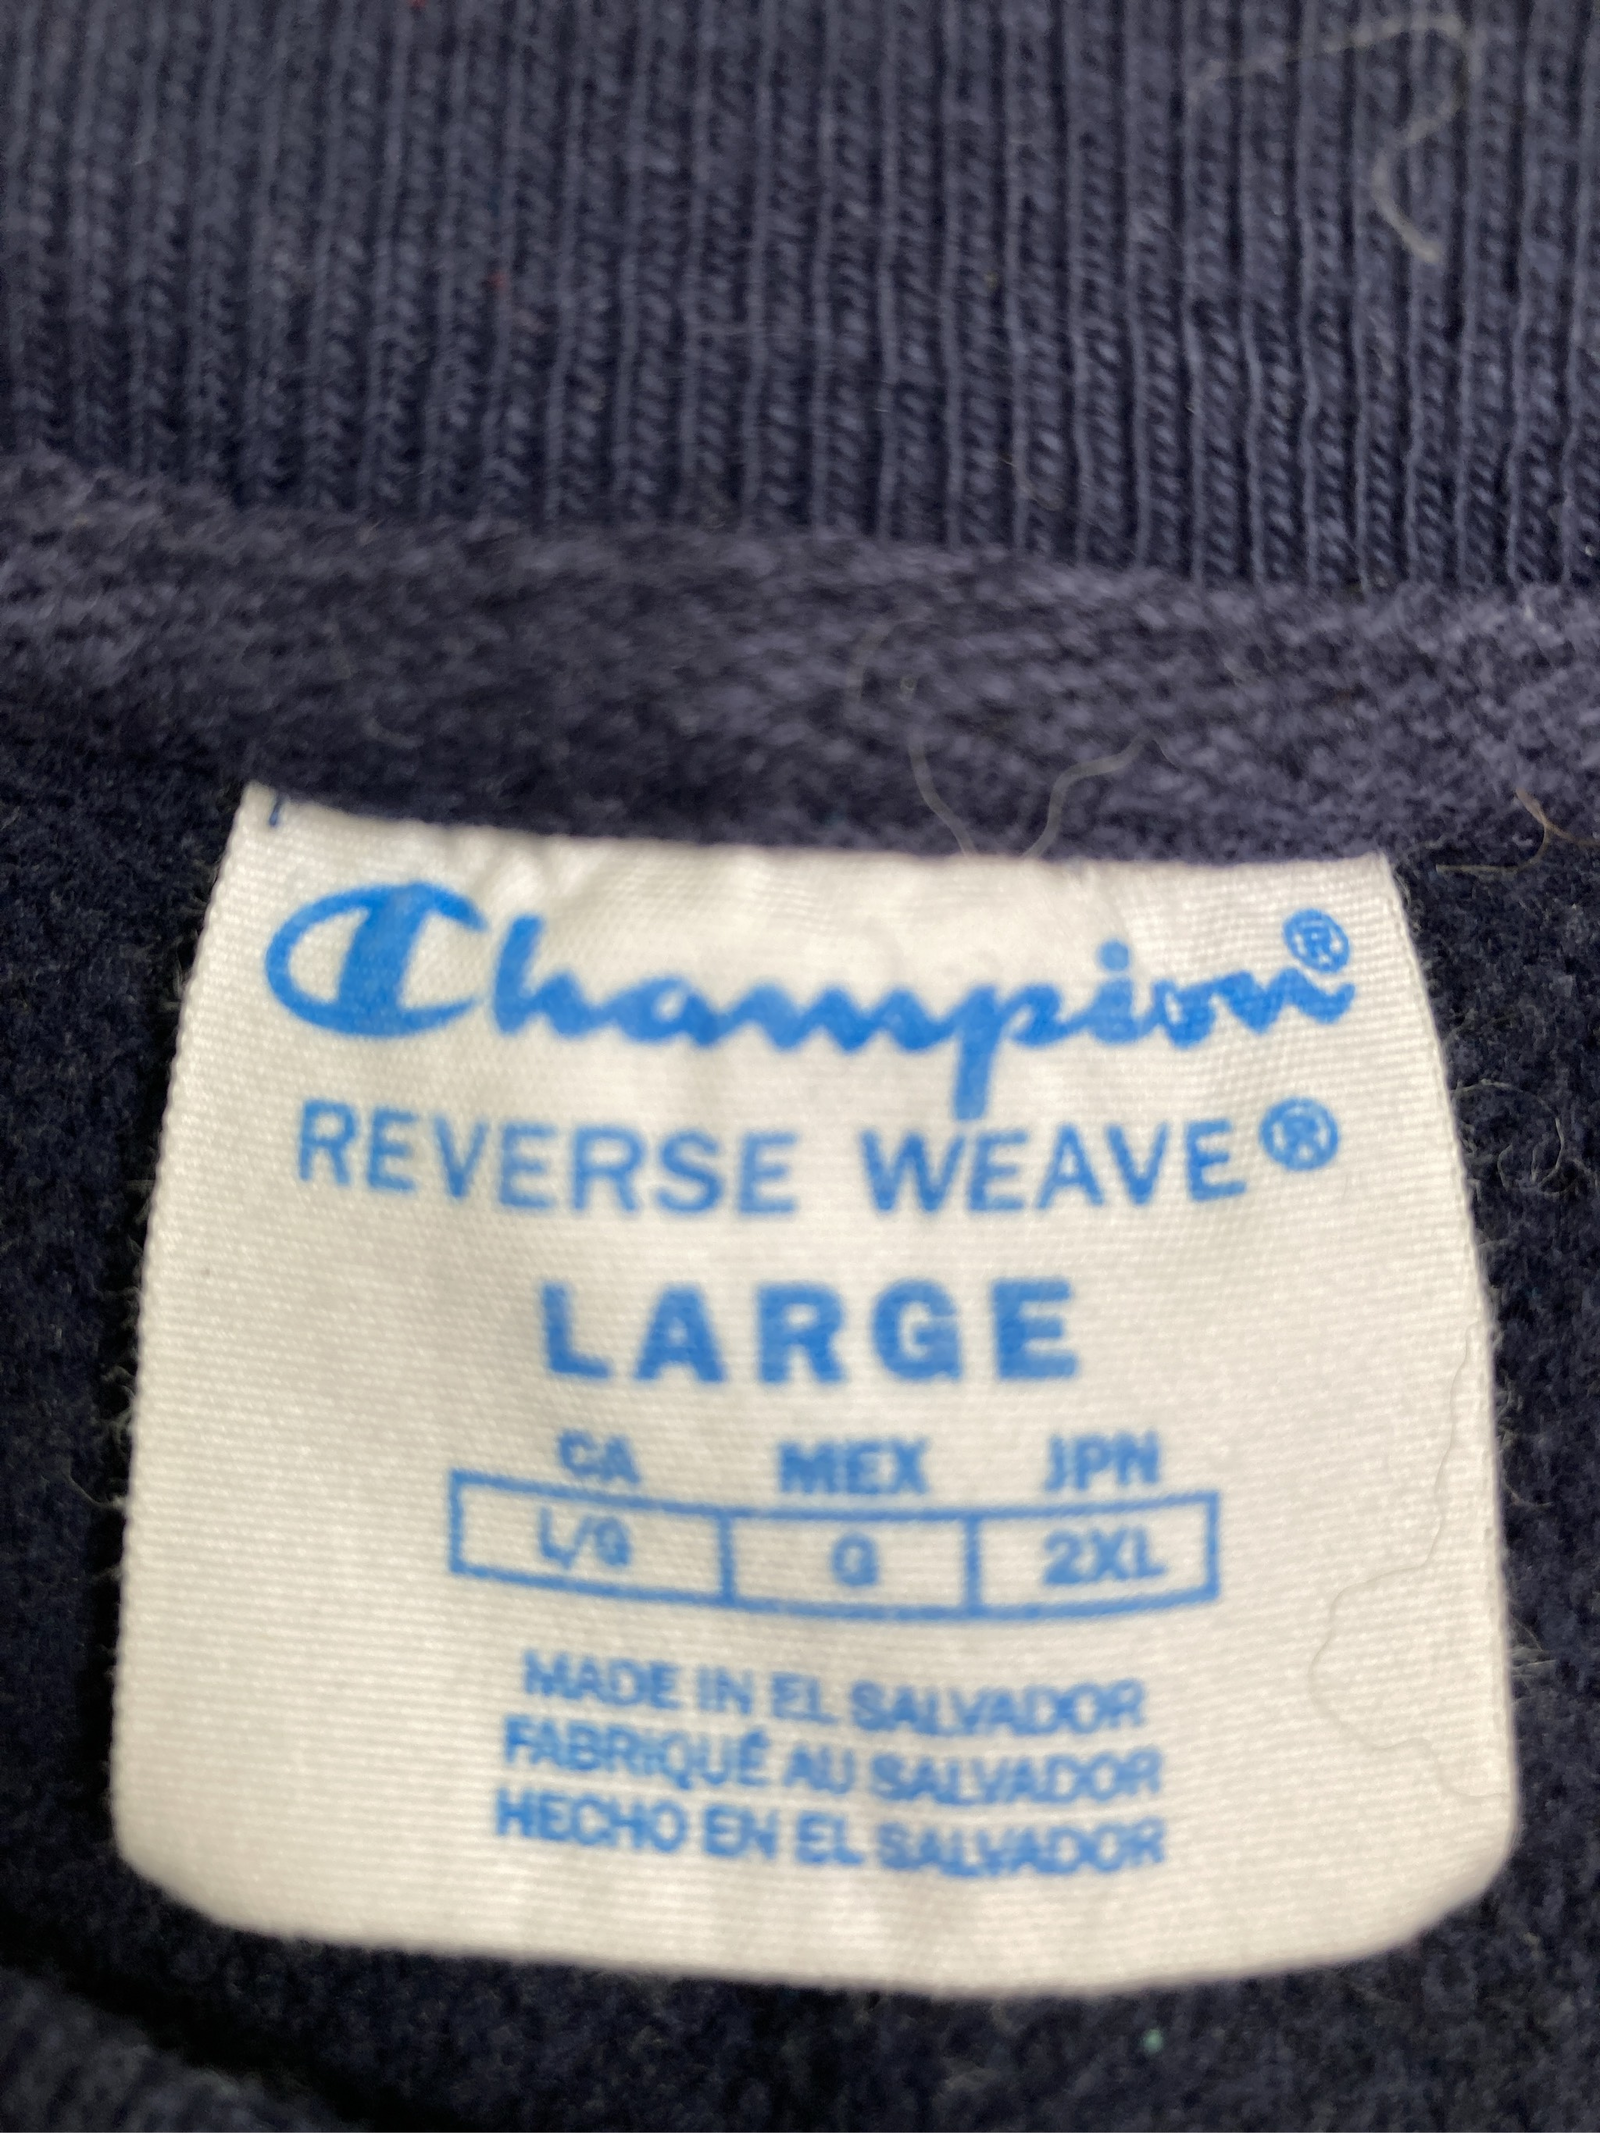 Champion®
REVERSE WEAVE®
LARGE
CA MEX JPN
L/G G 2XL
MADE IN EL SALVADOR
FABRIQUÉ AU SALVADOR
HECHO EN EL SALVADOR